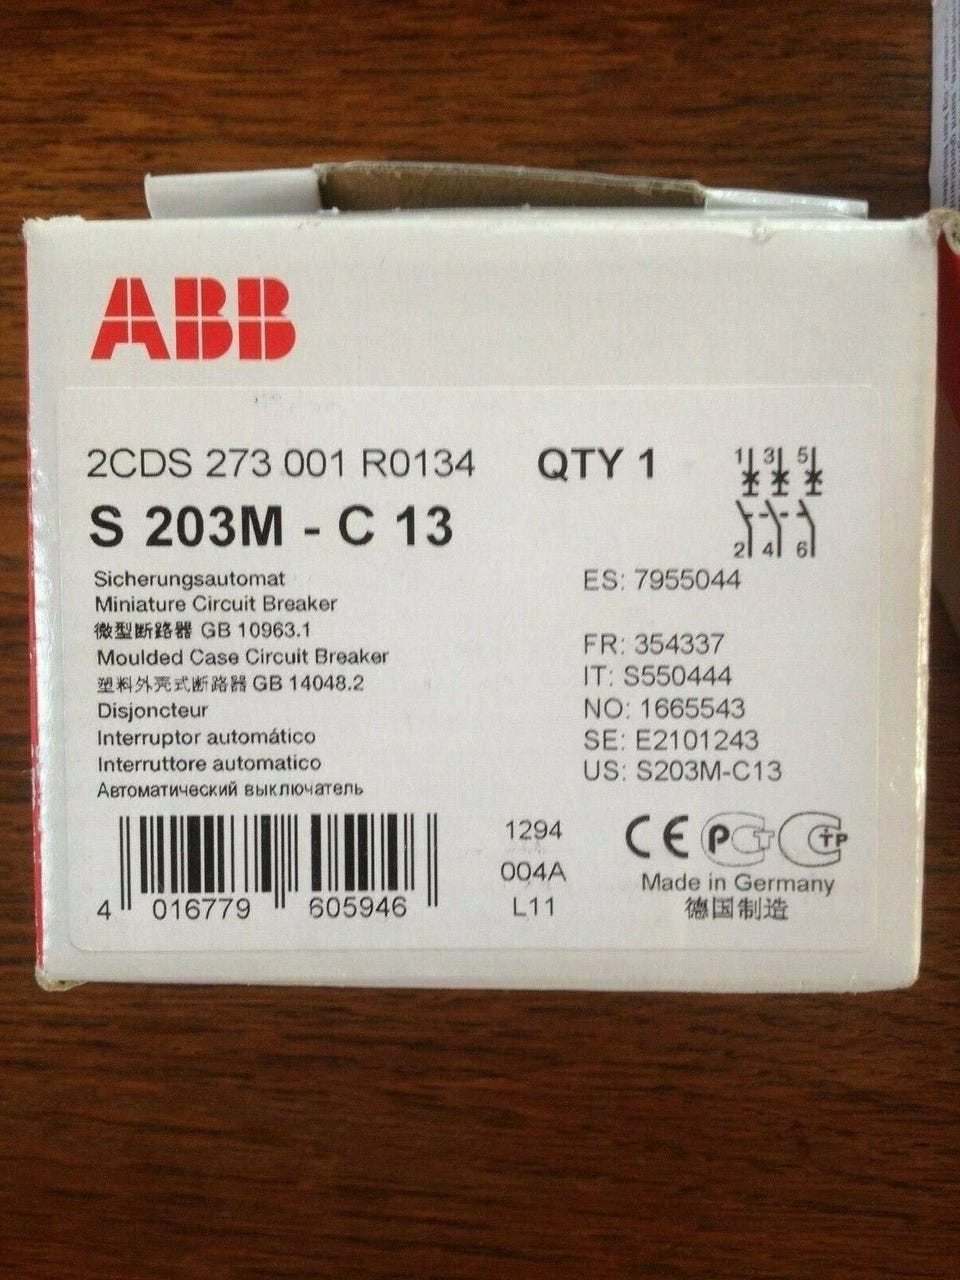 ABB
2CDS 273 001 R0134
QTY 1
1 3 5
2 4 6
S 203M - C 13
Sicherungsautomat
Miniature Circuit Breaker
微型断路器 GB 10963.1
Moulded Case Circuit Breaker
塑料外壳式断路器 GB 14048.2
Disjoncteur
Interruptor automático
Interruttore automatico
Автоматический выключатель
ES: 7955044
FR: 354337
IT: S550444
NO: 1665543
SE: E2101243
US: S203M-C13
4 016779 605946
1294
004A
L11
CE PCT CTP
Made in Germany
德国制造